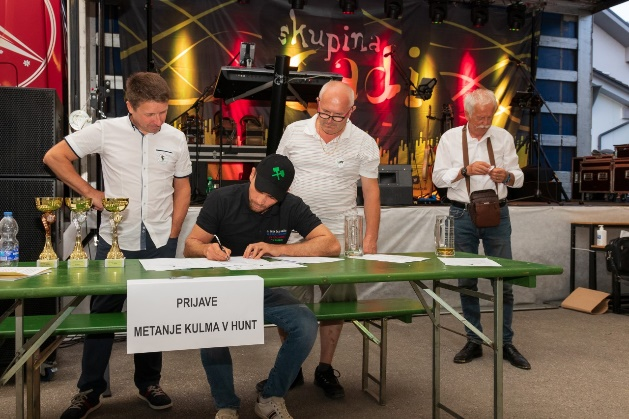 skupina
PRIJAVE
METANJE KULMA V HUNT